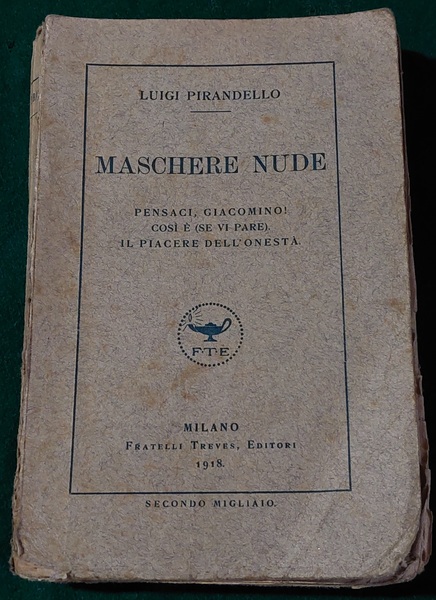 LUIGI PIRANDELLO
MASCHERE NUDE
PENSACI, GIACOMINO!
COSÌ È (SE VI PARE).
IL PIACERE DELL'ONESTÀ.
F·T·E
MILANO
FRATELLI TREVES, EDITORI
1918.
SECONDO MIGLIAIO.